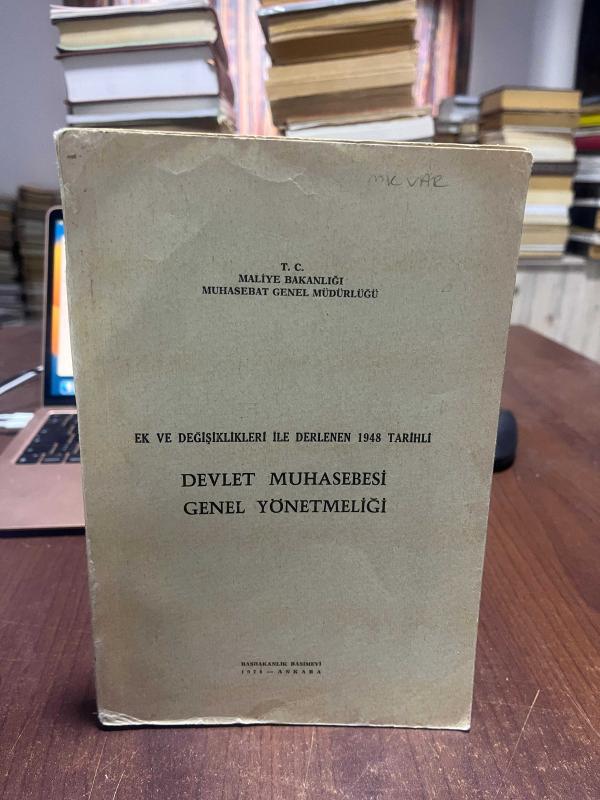 MK VAR
T. C.
MALİYE BAKANLIĞI
MUHASEBAT GENEL MÜDÜRLÜĞÜ
EK VE DEĞİŞİKLİKLERİ İLE DERLENEN 1948 TARİHLİ
DEVLET MUHASEBESİ
GENEL YÖNETMELİĞİ
BAŞBAKANLIK BASIMEVİ
— ANKARA